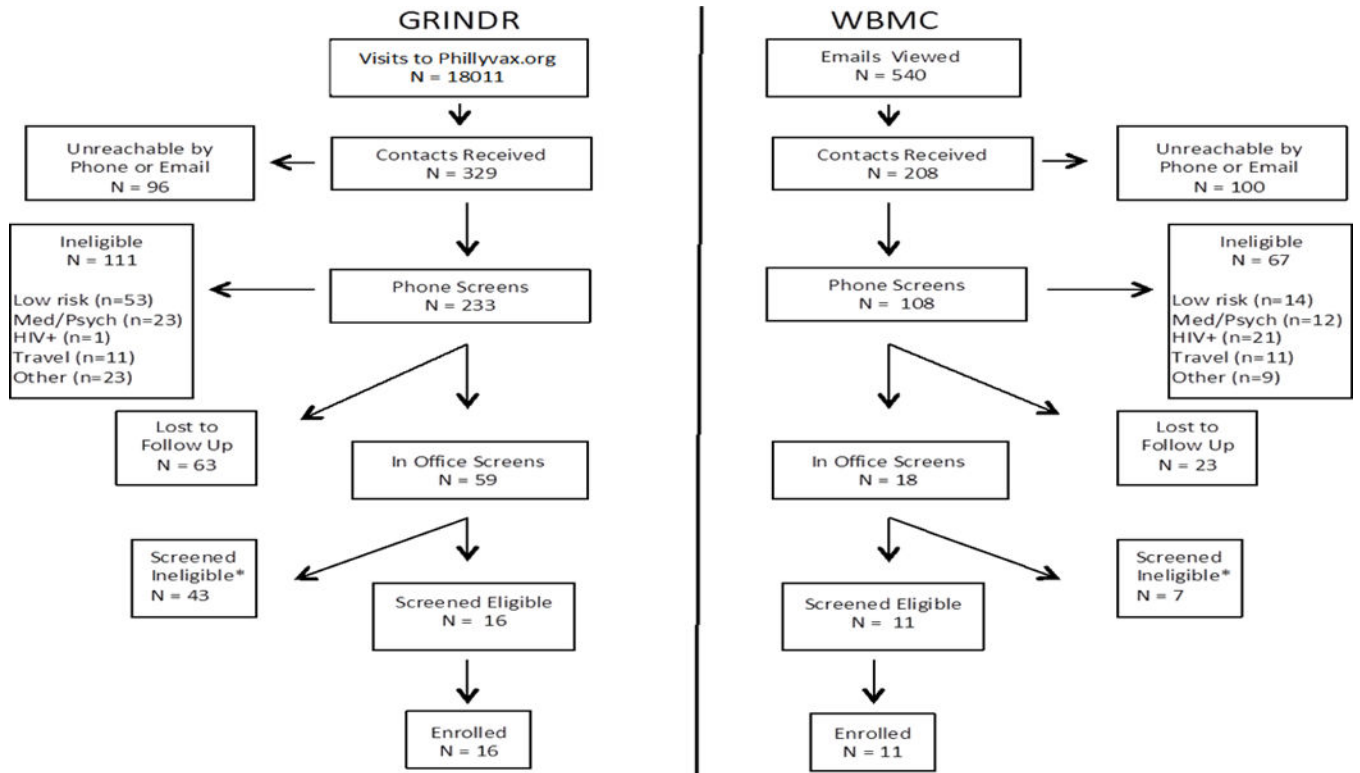 GRINDR
Visits to Phillyvax.org
N = 18011
Unreachable by
Phone or Email
N = 96
Contacts Received
N = 329
Ineligible
N = 111
Low risk (n=53)
Med/Psych (n=23)
HIV+ (n=1)
Travel (n=11)
Other (n=23)
Phone Screens
N = 233
Lost to
Follow Up
N = 63
In Office Screens
N = 59
Screened
Ineligible*
N = 43
Screened Eligible
N = 16
Enrolled
N = 16
WBMC
Emails Viewed
N = 540
Contacts Received
N = 208
Unreachable by
Phone or Email
N = 100
Phone Screens
N = 108
Ineligible
N = 67
Low risk (n=14)
Med/Psych (n=12)
HIV+ (n=21)
Travel (n=11)
Other (n=9)
In Office Screens
N = 18
Lost to
Follow Up
N = 23
Screened Eligible
N = 11
Screened
Ineligible*
N = 7
Enrolled
N = 11